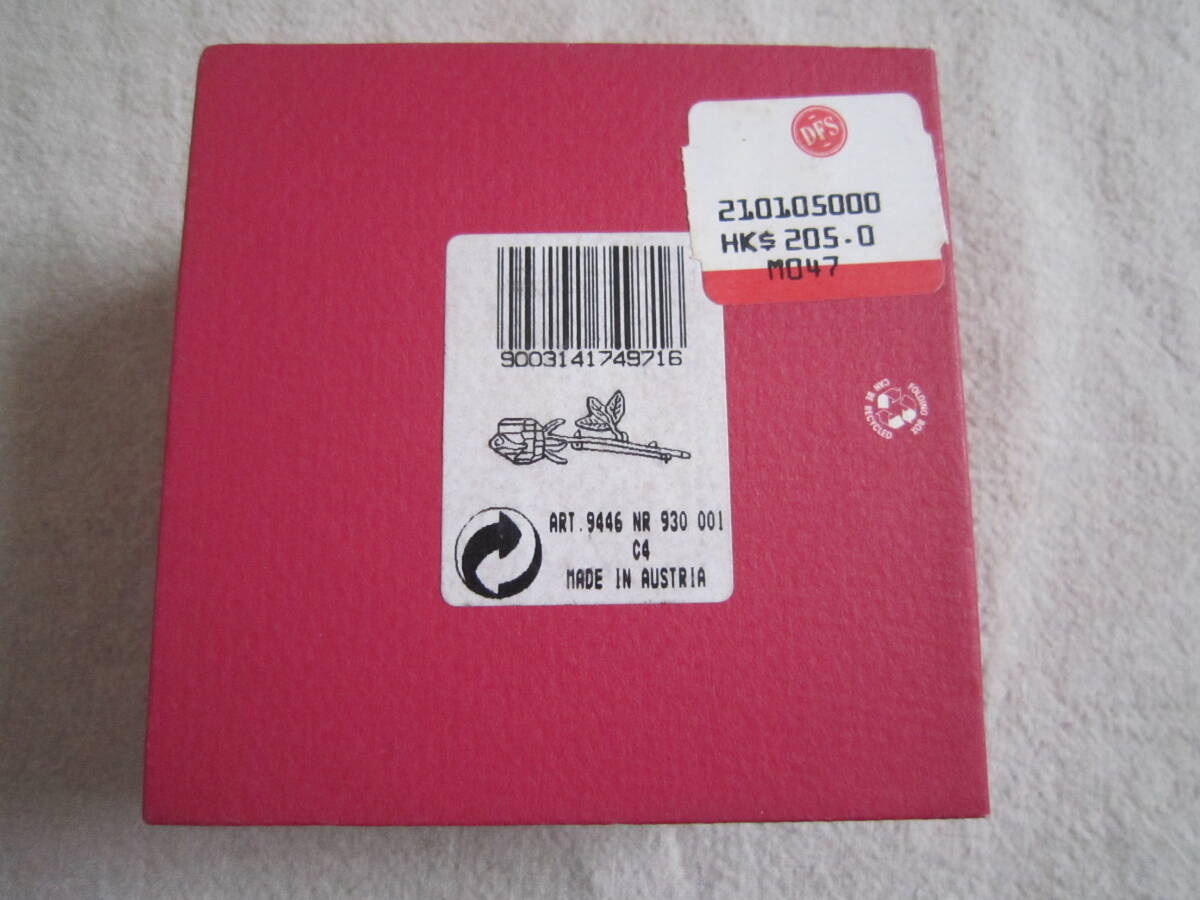 DFS
210105000
HK$ 205.0
M047
9003141749716
ART.9446 NR 930 001
C4
MADE IN AUSTRIA
FOLDING BOX
CAN BE RECYCLED